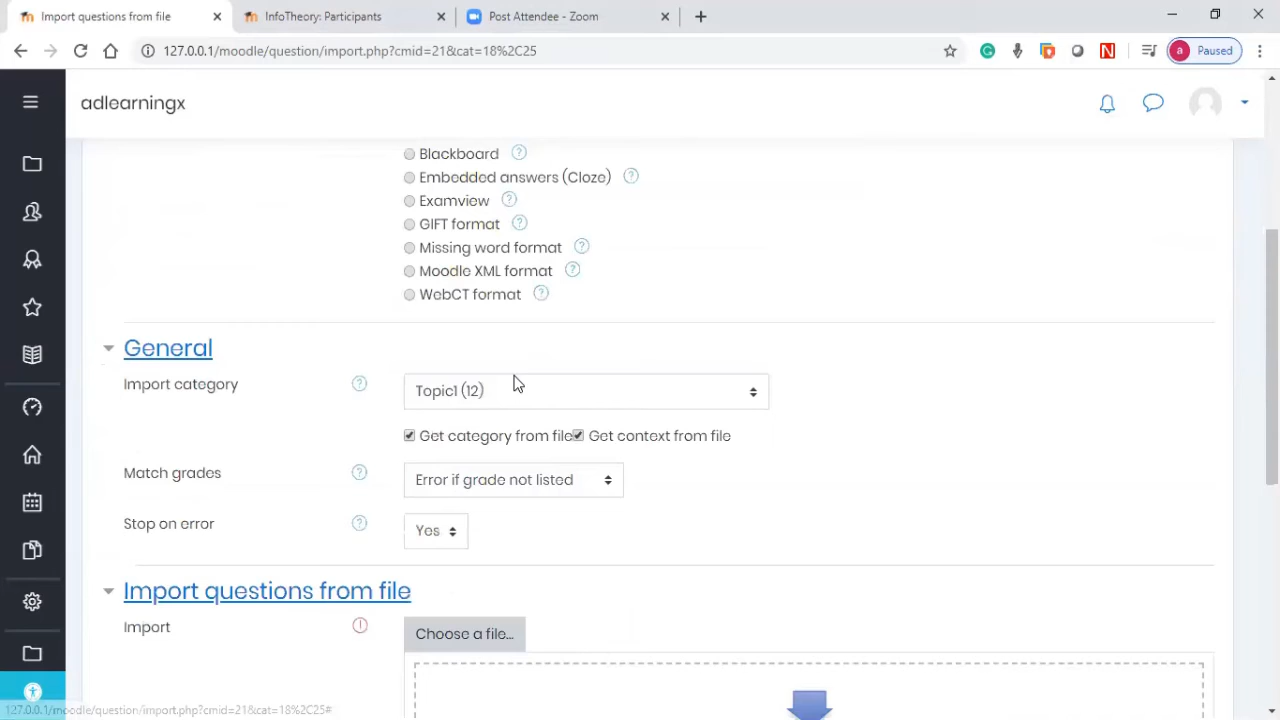 Import questions from file
InfoTheory: Participants
Post Attendee - Zoom
127.0.0.1/moodle/question/import.php?cmid=21&cat=18%2C25
a Paused
adlearningx
Blackboard
Embedded answers (Cloze)
Examview
GIFT format
Missing word format
Moodle XML format
WebCT format
General
Import category
Topic1 (12)
Get category from file Get context from file
Match grades
Error if grade not listed
Stop on error
Yes
Import questions from file
Import
Choose a file...
127.0.0.1/moodle/question/import.php?cmid=21&cat=18%2C25#